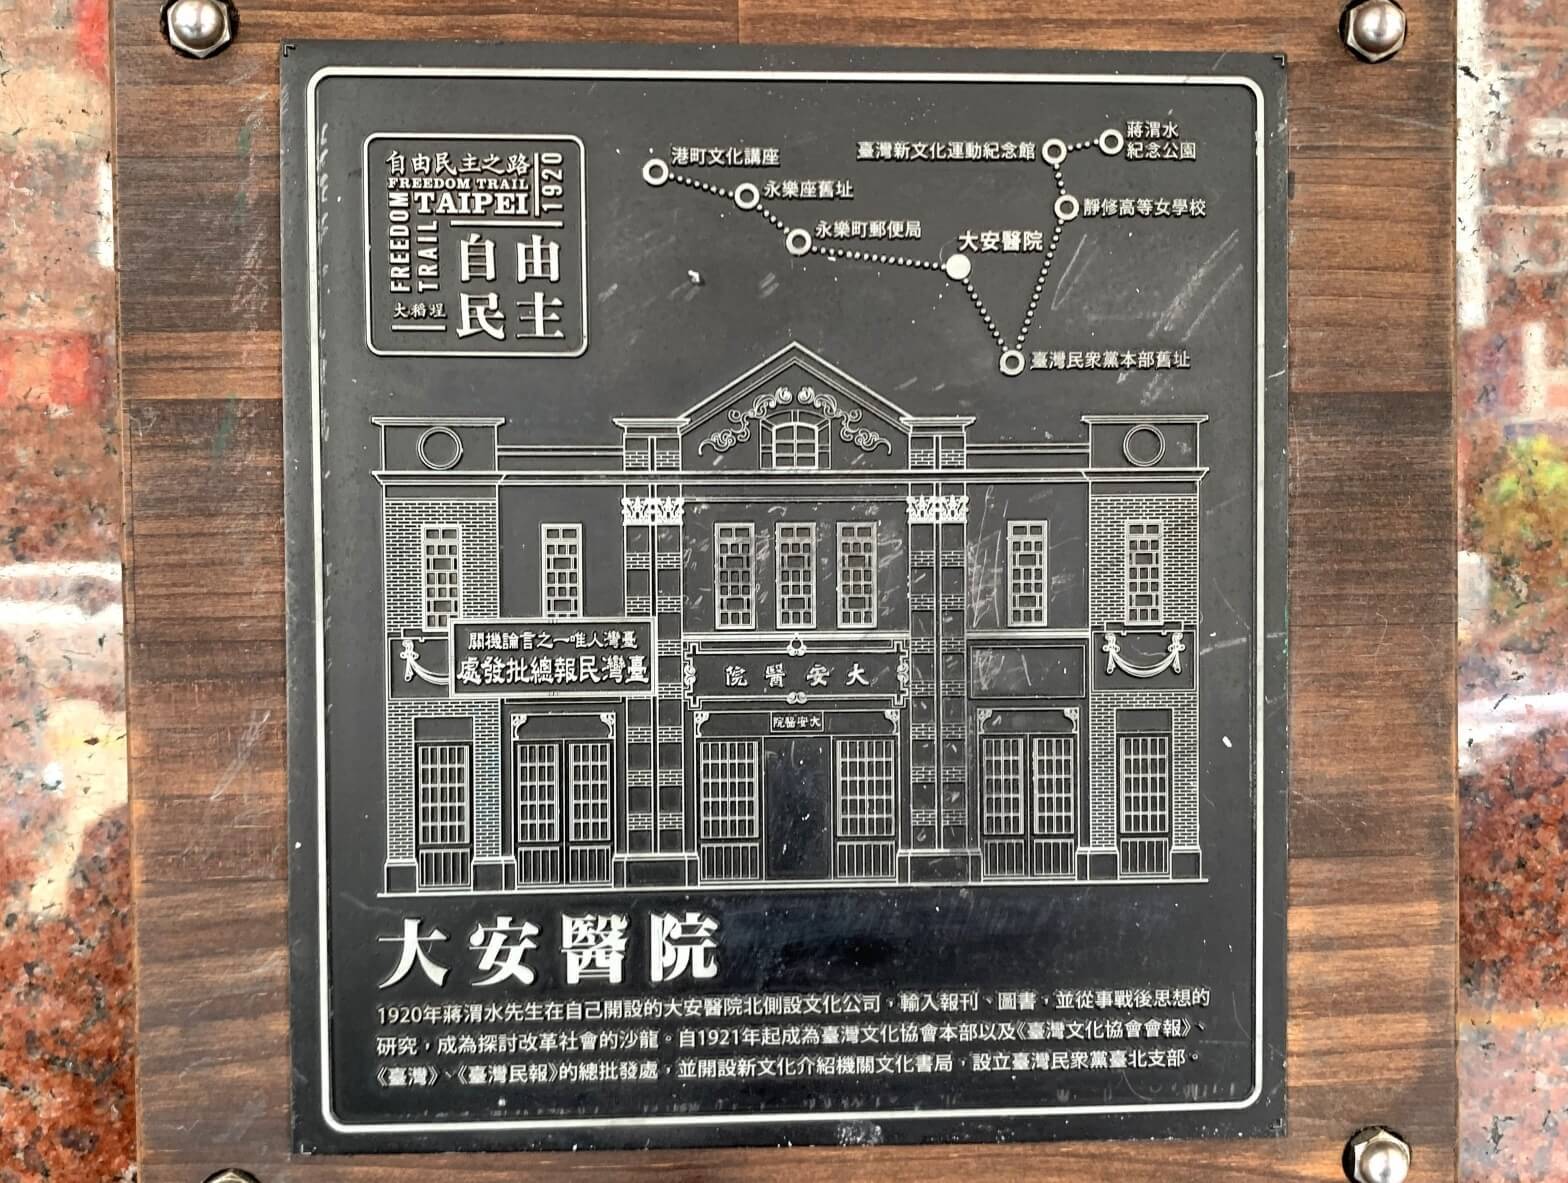 自由民主之路
FREEDOM TRAIL
TAIPEI
1920
FREEDOM
TRAIL
自由
民主
大稻埕
港町文化講座
永樂座舊址
永樂町郵便局
大安醫院
臺灣新文化運動紀念館
蔣渭水
紀念公園
靜修高等女學校
臺灣民眾黨本部舊址
關機論言之一唯人灣臺
處發批總報民灣臺
院醫安大
院醫安大
大安醫院
1920年蔣渭水先生在自己開設的大安醫院北側設文化公司，輸入報刊、圖書，並從事戰後思想的
研究，成為探討改革社會的沙龍。自1921年起成為臺灣文化協會本部以及《臺灣文化協會會報》、
《臺灣》、《臺灣民報》的總批發處，並開設新文化介紹機關文化書局，設立臺灣民眾黨臺北支部。